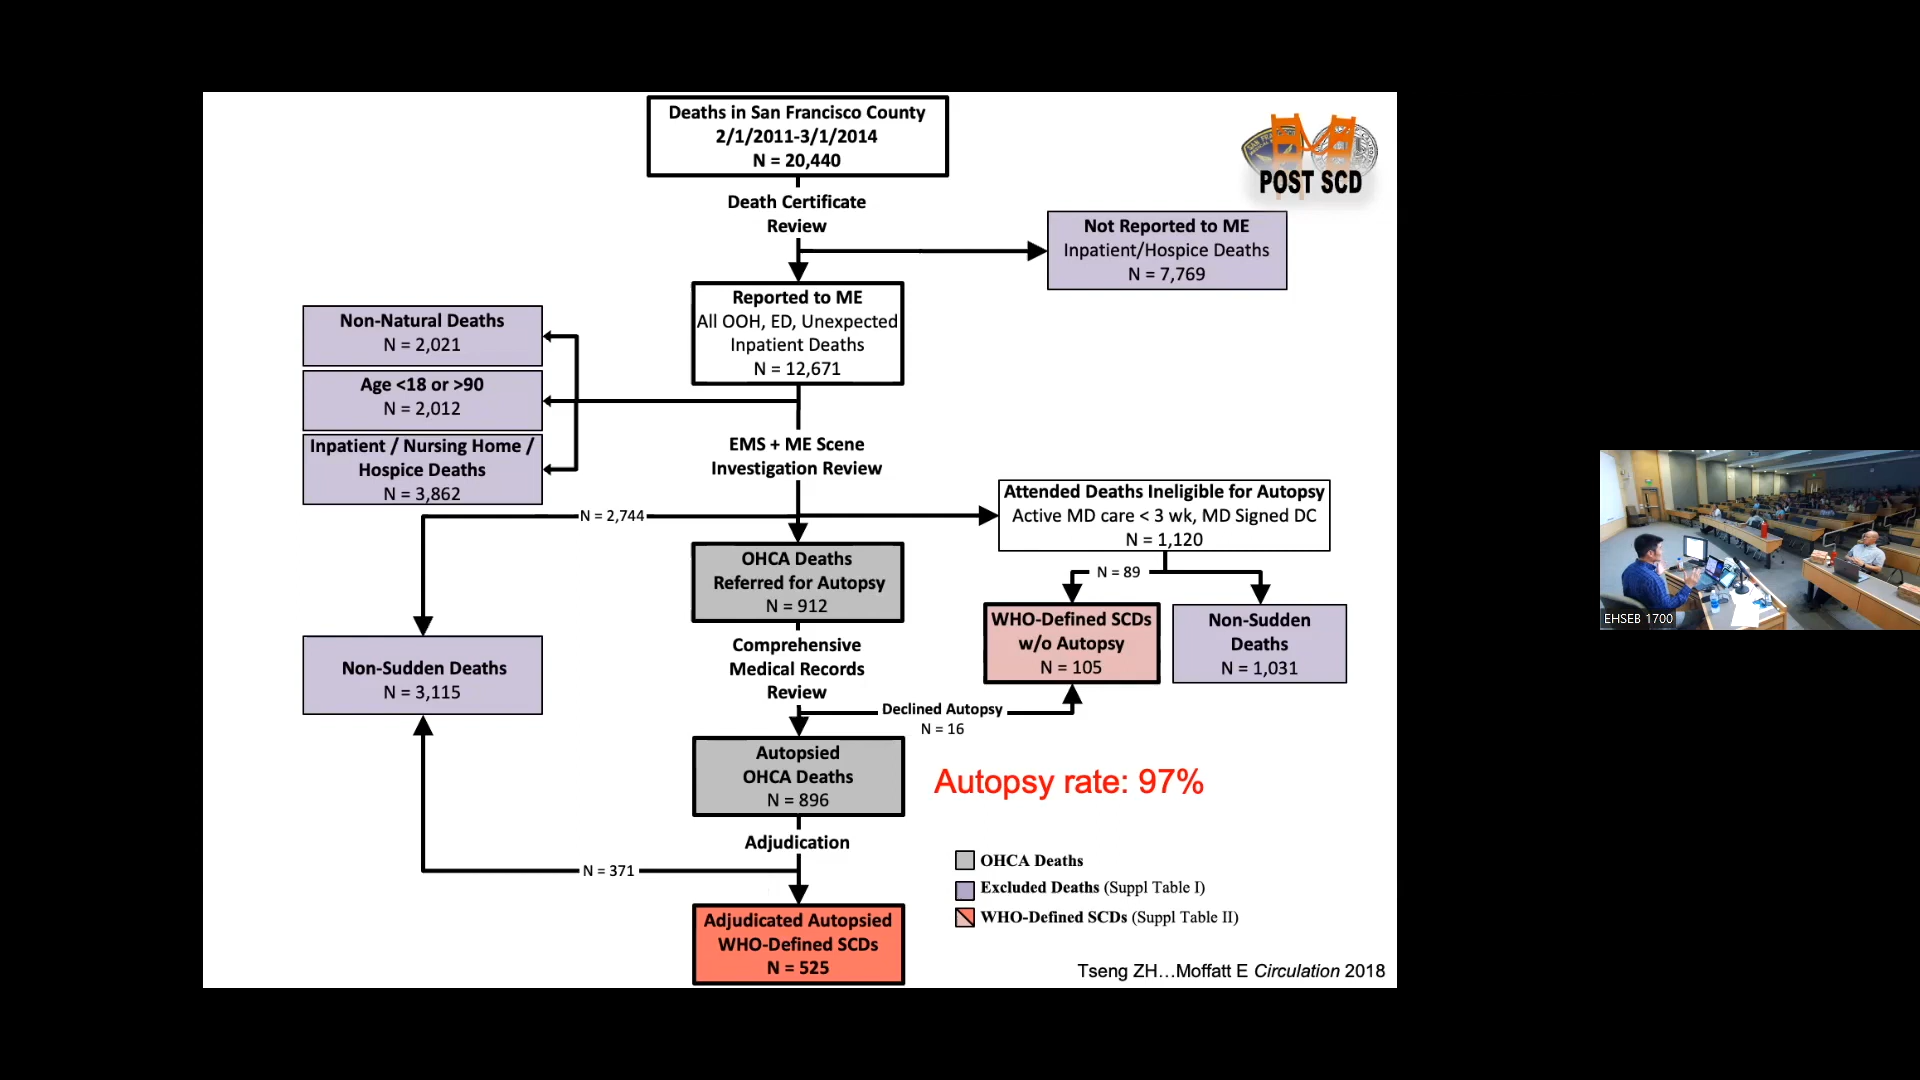 Deaths in San Francisco County
2/1/2011-3/1/2014
N = 20,440
POST SCD
Death Certificate
Review
Not Reported to ME
Inpatient/Hospice Deaths
N = 7,769
Reported to ME
All OOH, ED, Unexpected
Inpatient Deaths
N = 12,671
Non-Natural Deaths
N = 2,021
Age <18 or >90
N = 2,012
Inpatient / Nursing Home /
Hospice Deaths
N = 3,862
EMS + ME Scene
Investigation Review
N = 2,744
Attended Deaths Ineligible for Autopsy
Active MD care < 3 wk, MD Signed DC
N = 1,120
OHCA Deaths
Referred for Autopsy
N = 912
N = 89
WHO-Defined SCDs
w/o Autopsy
N = 105
Non-Sudden
Deaths
N = 1,031
Non-Sudden Deaths
N = 3,115
Comprehensive
Medical Records
Review
Declined Autopsy
N = 16
Autopsied
OHCA Deaths
N = 896
Autopsy rate: 97%
Adjudication
N = 371
Adjudicated Autopsied
WHO-Defined SCDs
N = 525
OHCA Deaths
Excluded Deaths (Suppl Table I)
WHO-Defined SCDs (Suppl Table II)
Tseng ZH…Moffatt E Circulation 2018
EHSEB 1700